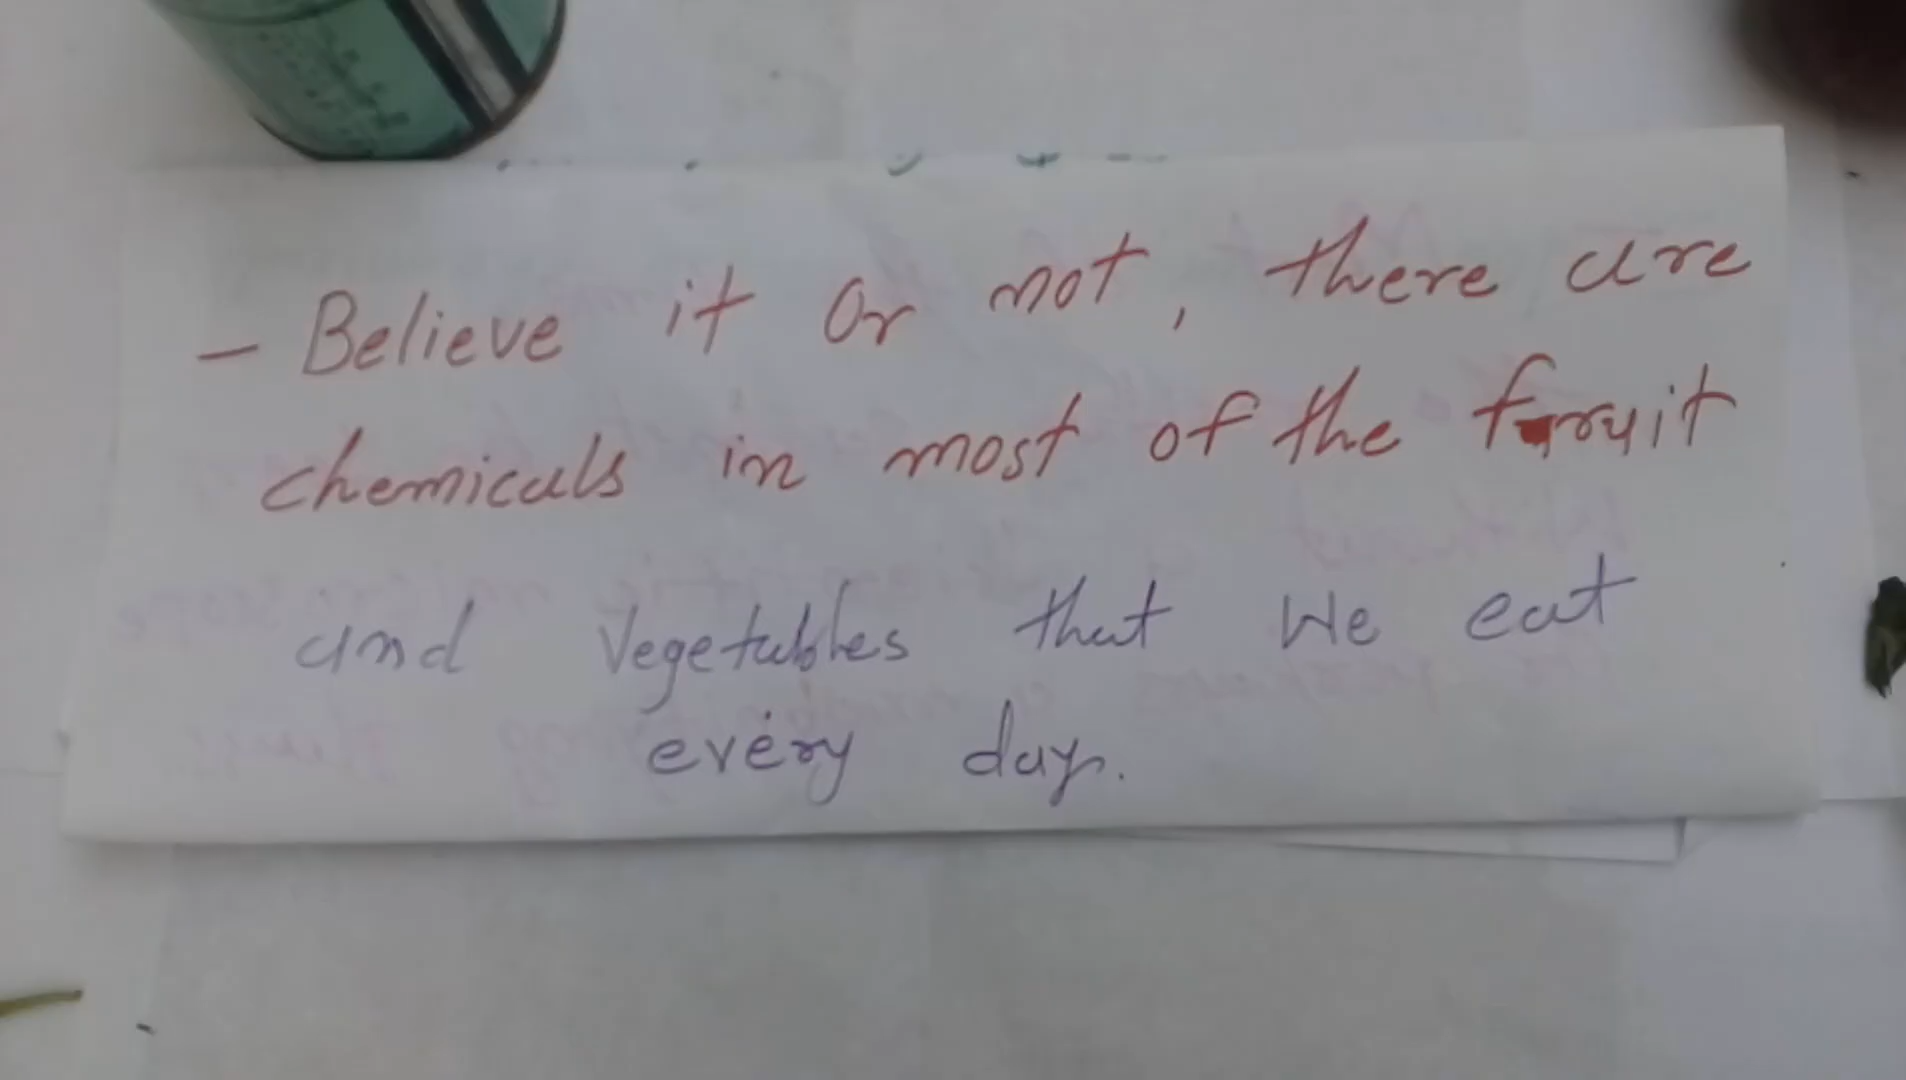 - Believe it Or not, there are
chemicals in most of the fruit
and Vegetables that We eat
every day.